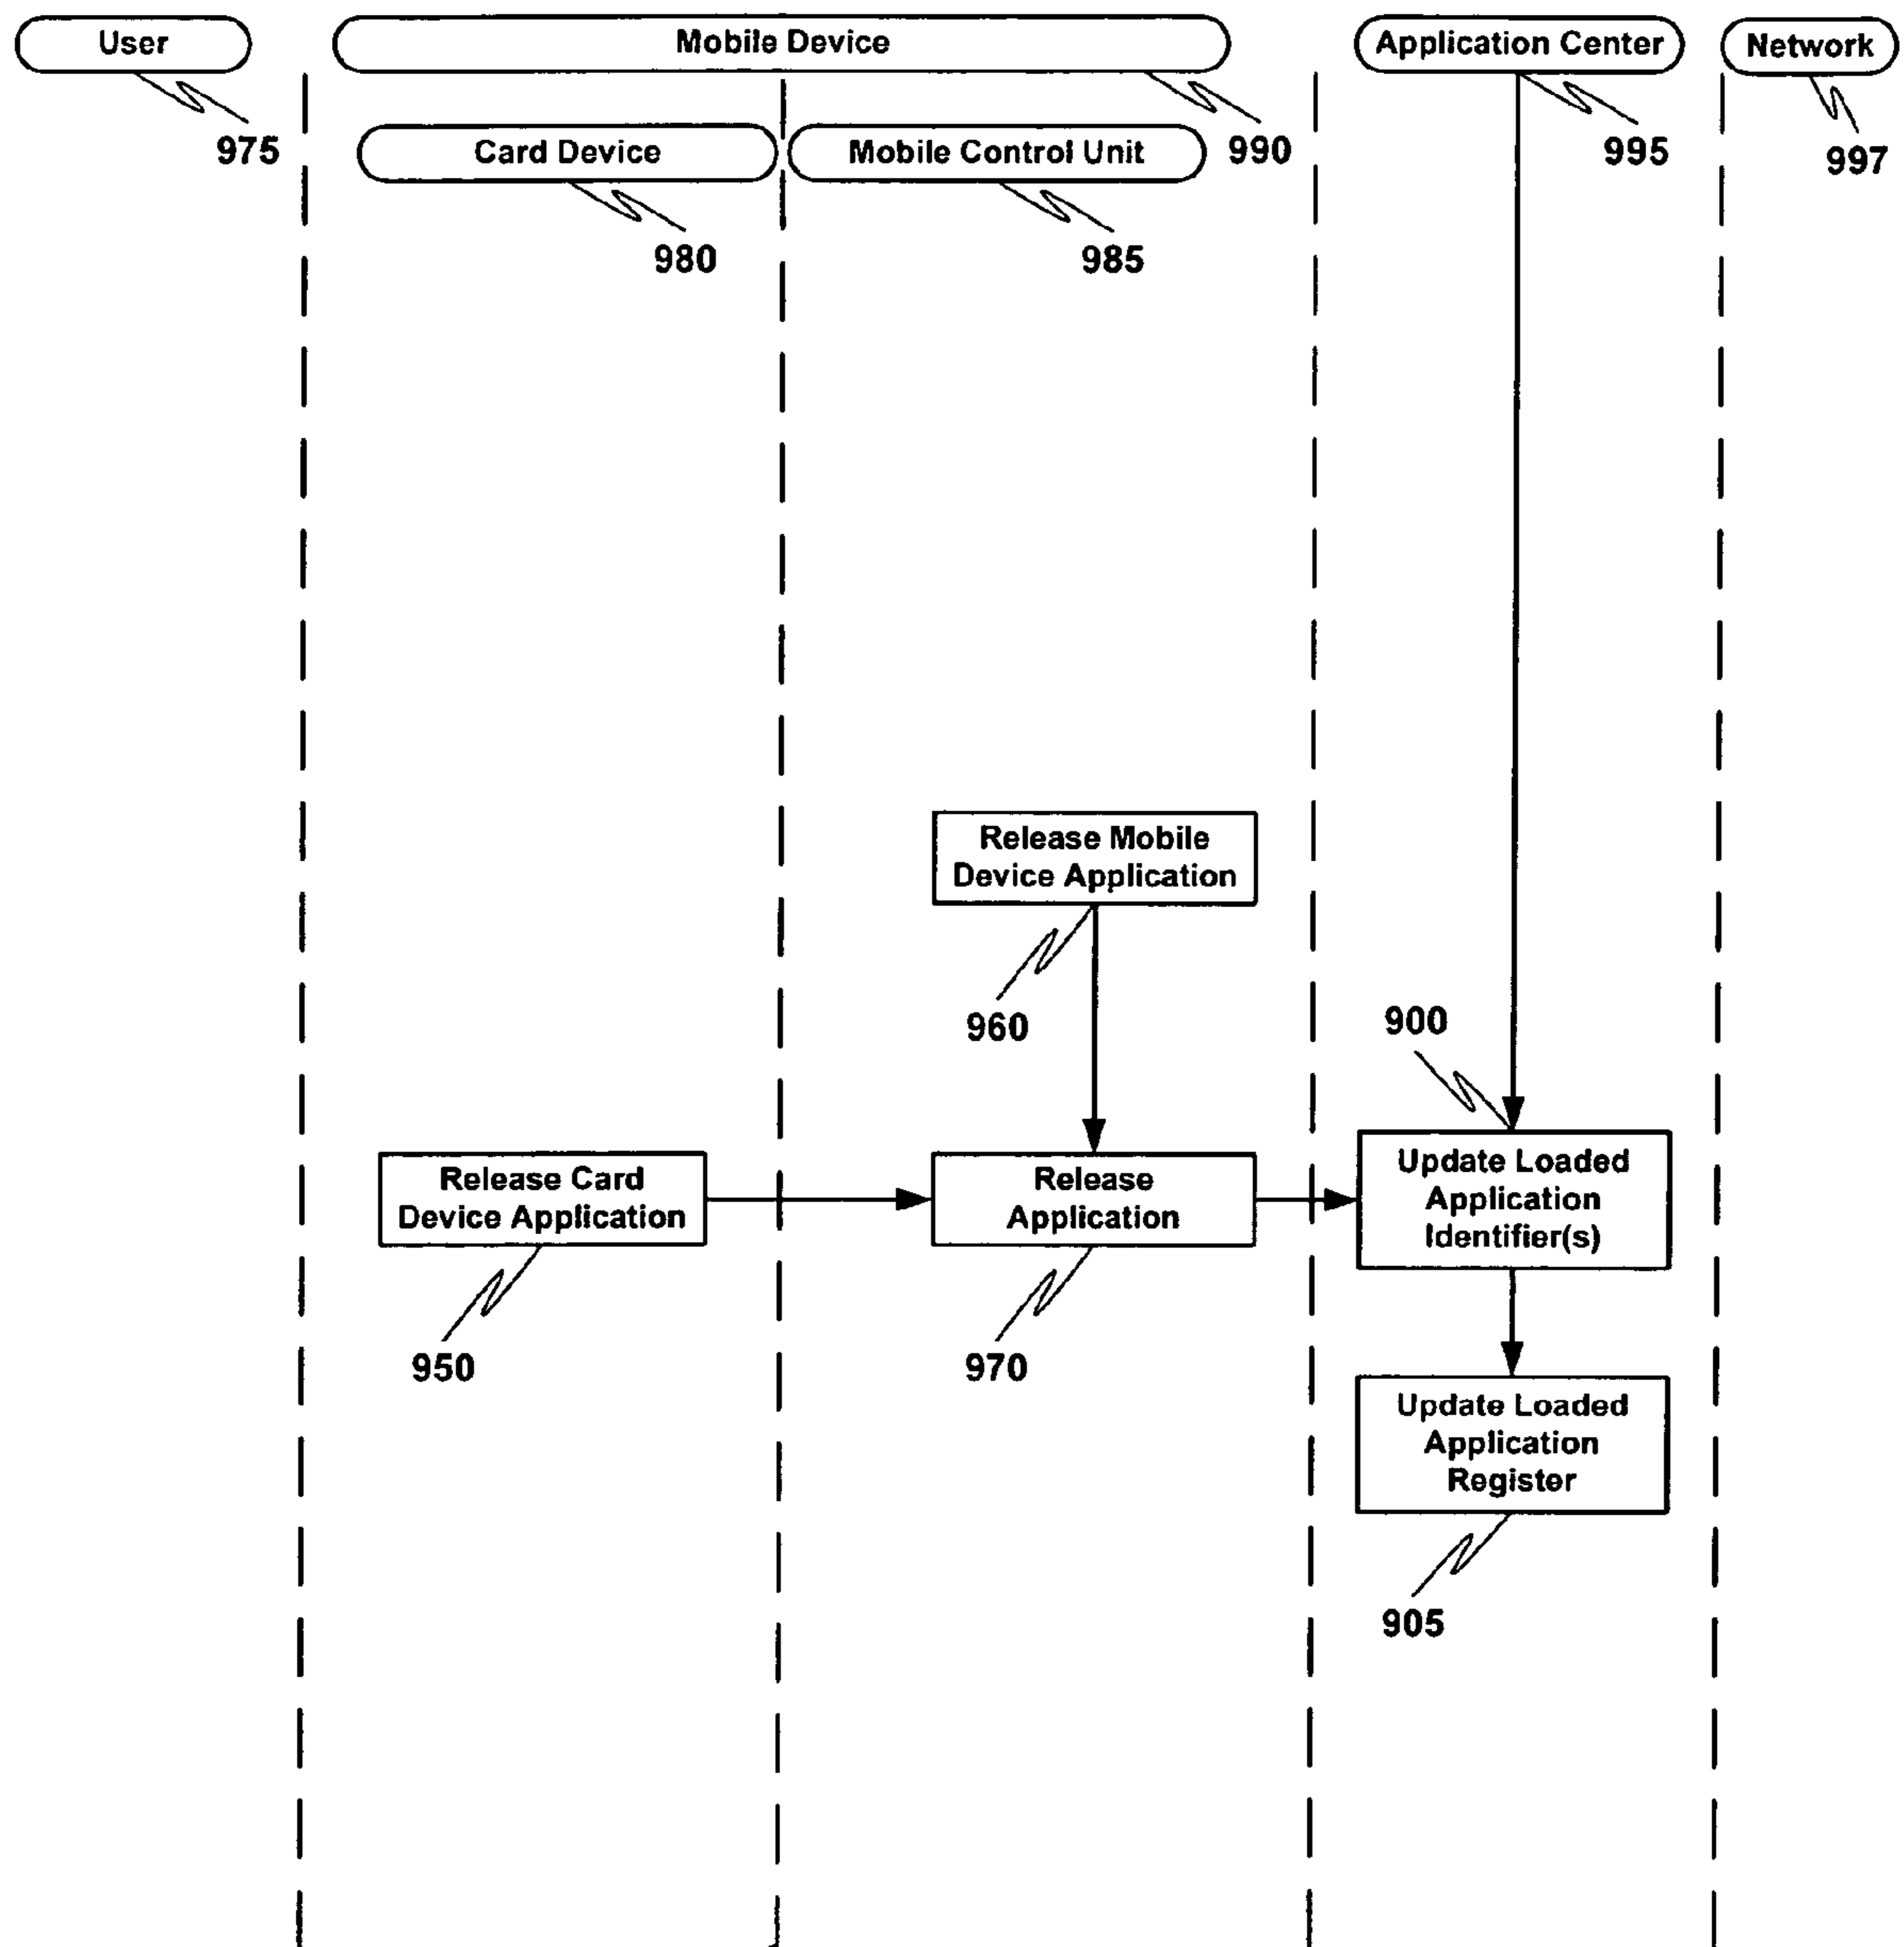 User
Mobile Device
Application Center
Network
975
Card Device
Mobile Control Unit
990
995
997
980
985
Release Mobile
Device Application
960
900
Release Card
Device Application
Release
Application
Update Loaded
Application
Identifier(s)
950
970
Update Loaded
Application
Register
905